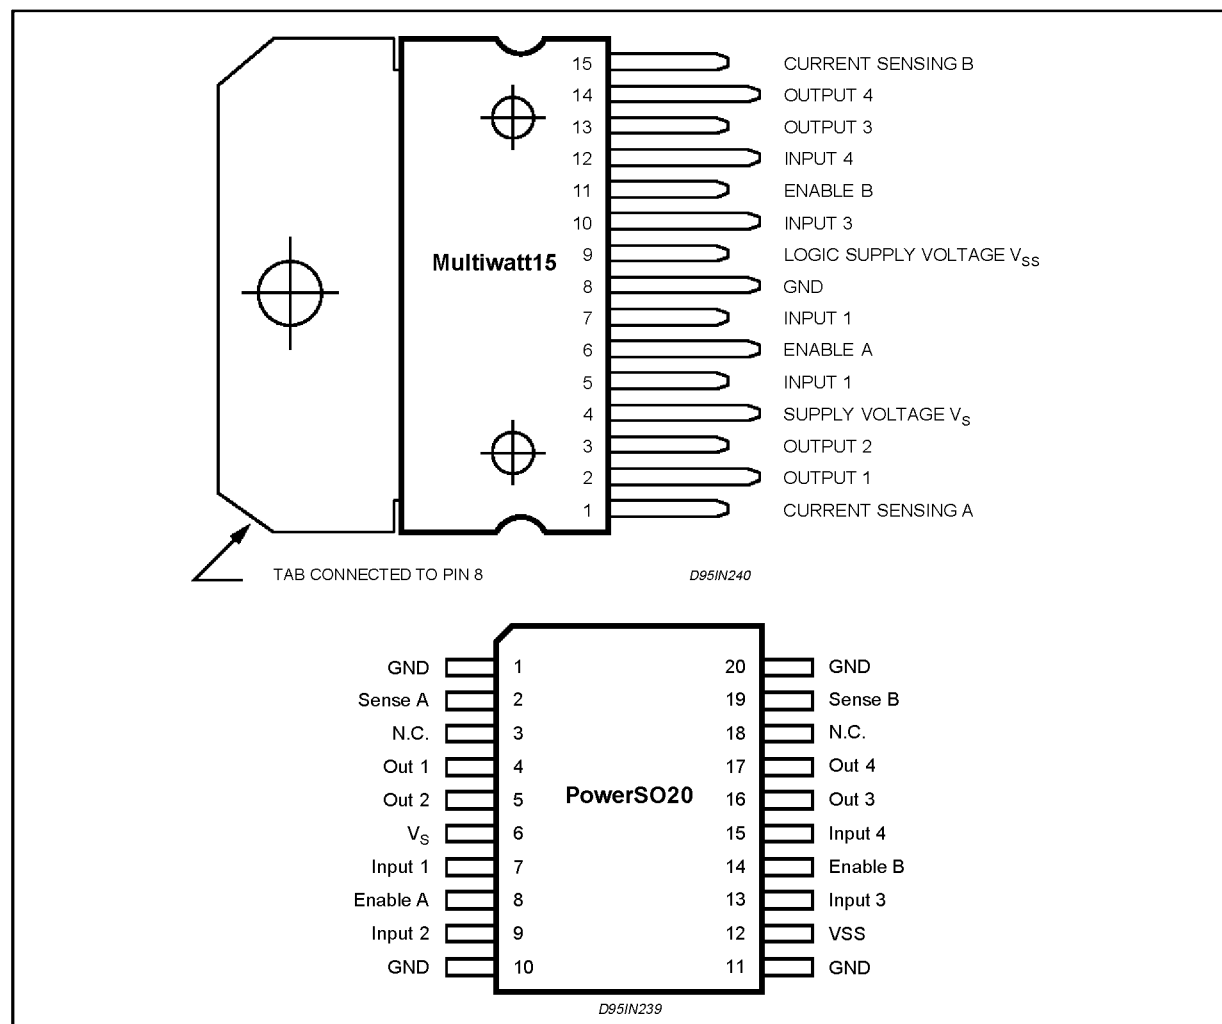 15 CURRENT SENSING B
14 OUTPUT 4
13 OUTPUT 3
12 INPUT 4
11 ENABLE B
10 INPUT 3
Multiwatt15
9 LOGIC SUPPLY VOLTAGE VSS
8 GND
7 INPUT 1
6 ENABLE A
5 INPUT 1
4 SUPPLY VOLTAGE VS
3 OUTPUT 2
2 OUTPUT 1
1 CURRENT SENSING A
TAB CONNECTED TO PIN 8
D95IN240
GND 1 20 GND
Sense A 2 19 Sense B
N.C. 3 18 N.C.
Out 1 4 17 Out 4
PowerSO20
Out 2 5 16 Out 3
VS 6 15 Input 4
Input 1 7 14 Enable B
Enable A 8 13 Input 3
Input 2 9 12 VSS
GND 10 11 GND
D95IN239